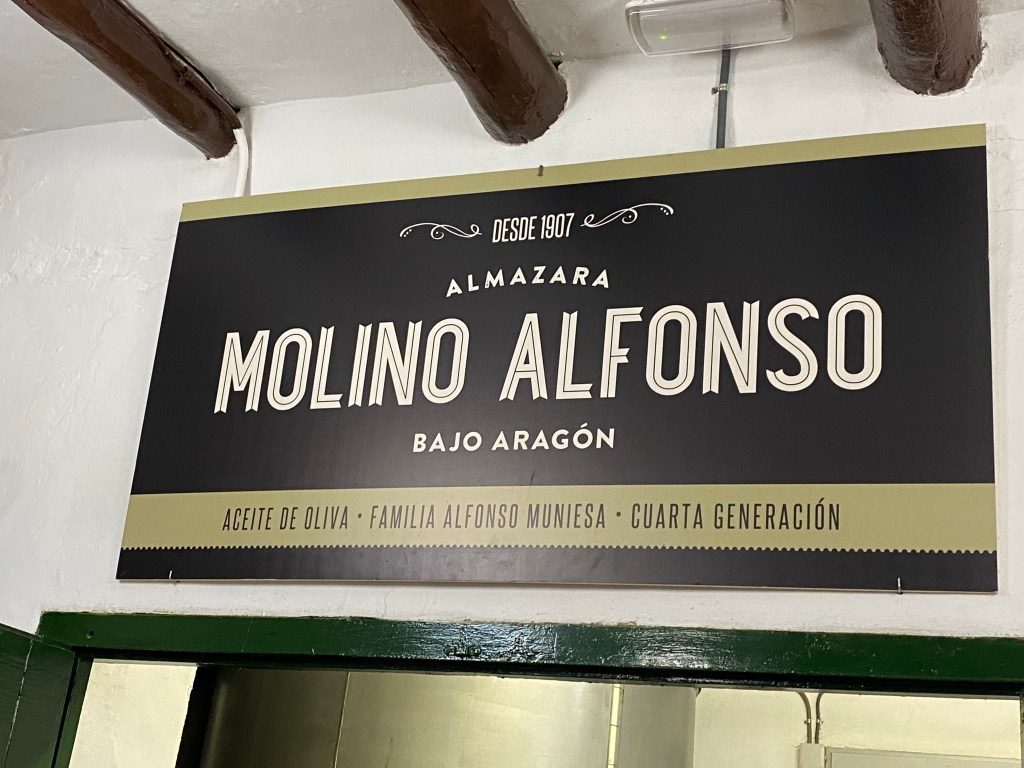 DESDE 1907
ALMAZARA
MOLINO ALFONSO
BAJO ARAGÓN
ACEITE DE OLIVA · FAMILIA ALFONSO MUNIESA · CUARTA GENERACIÓN